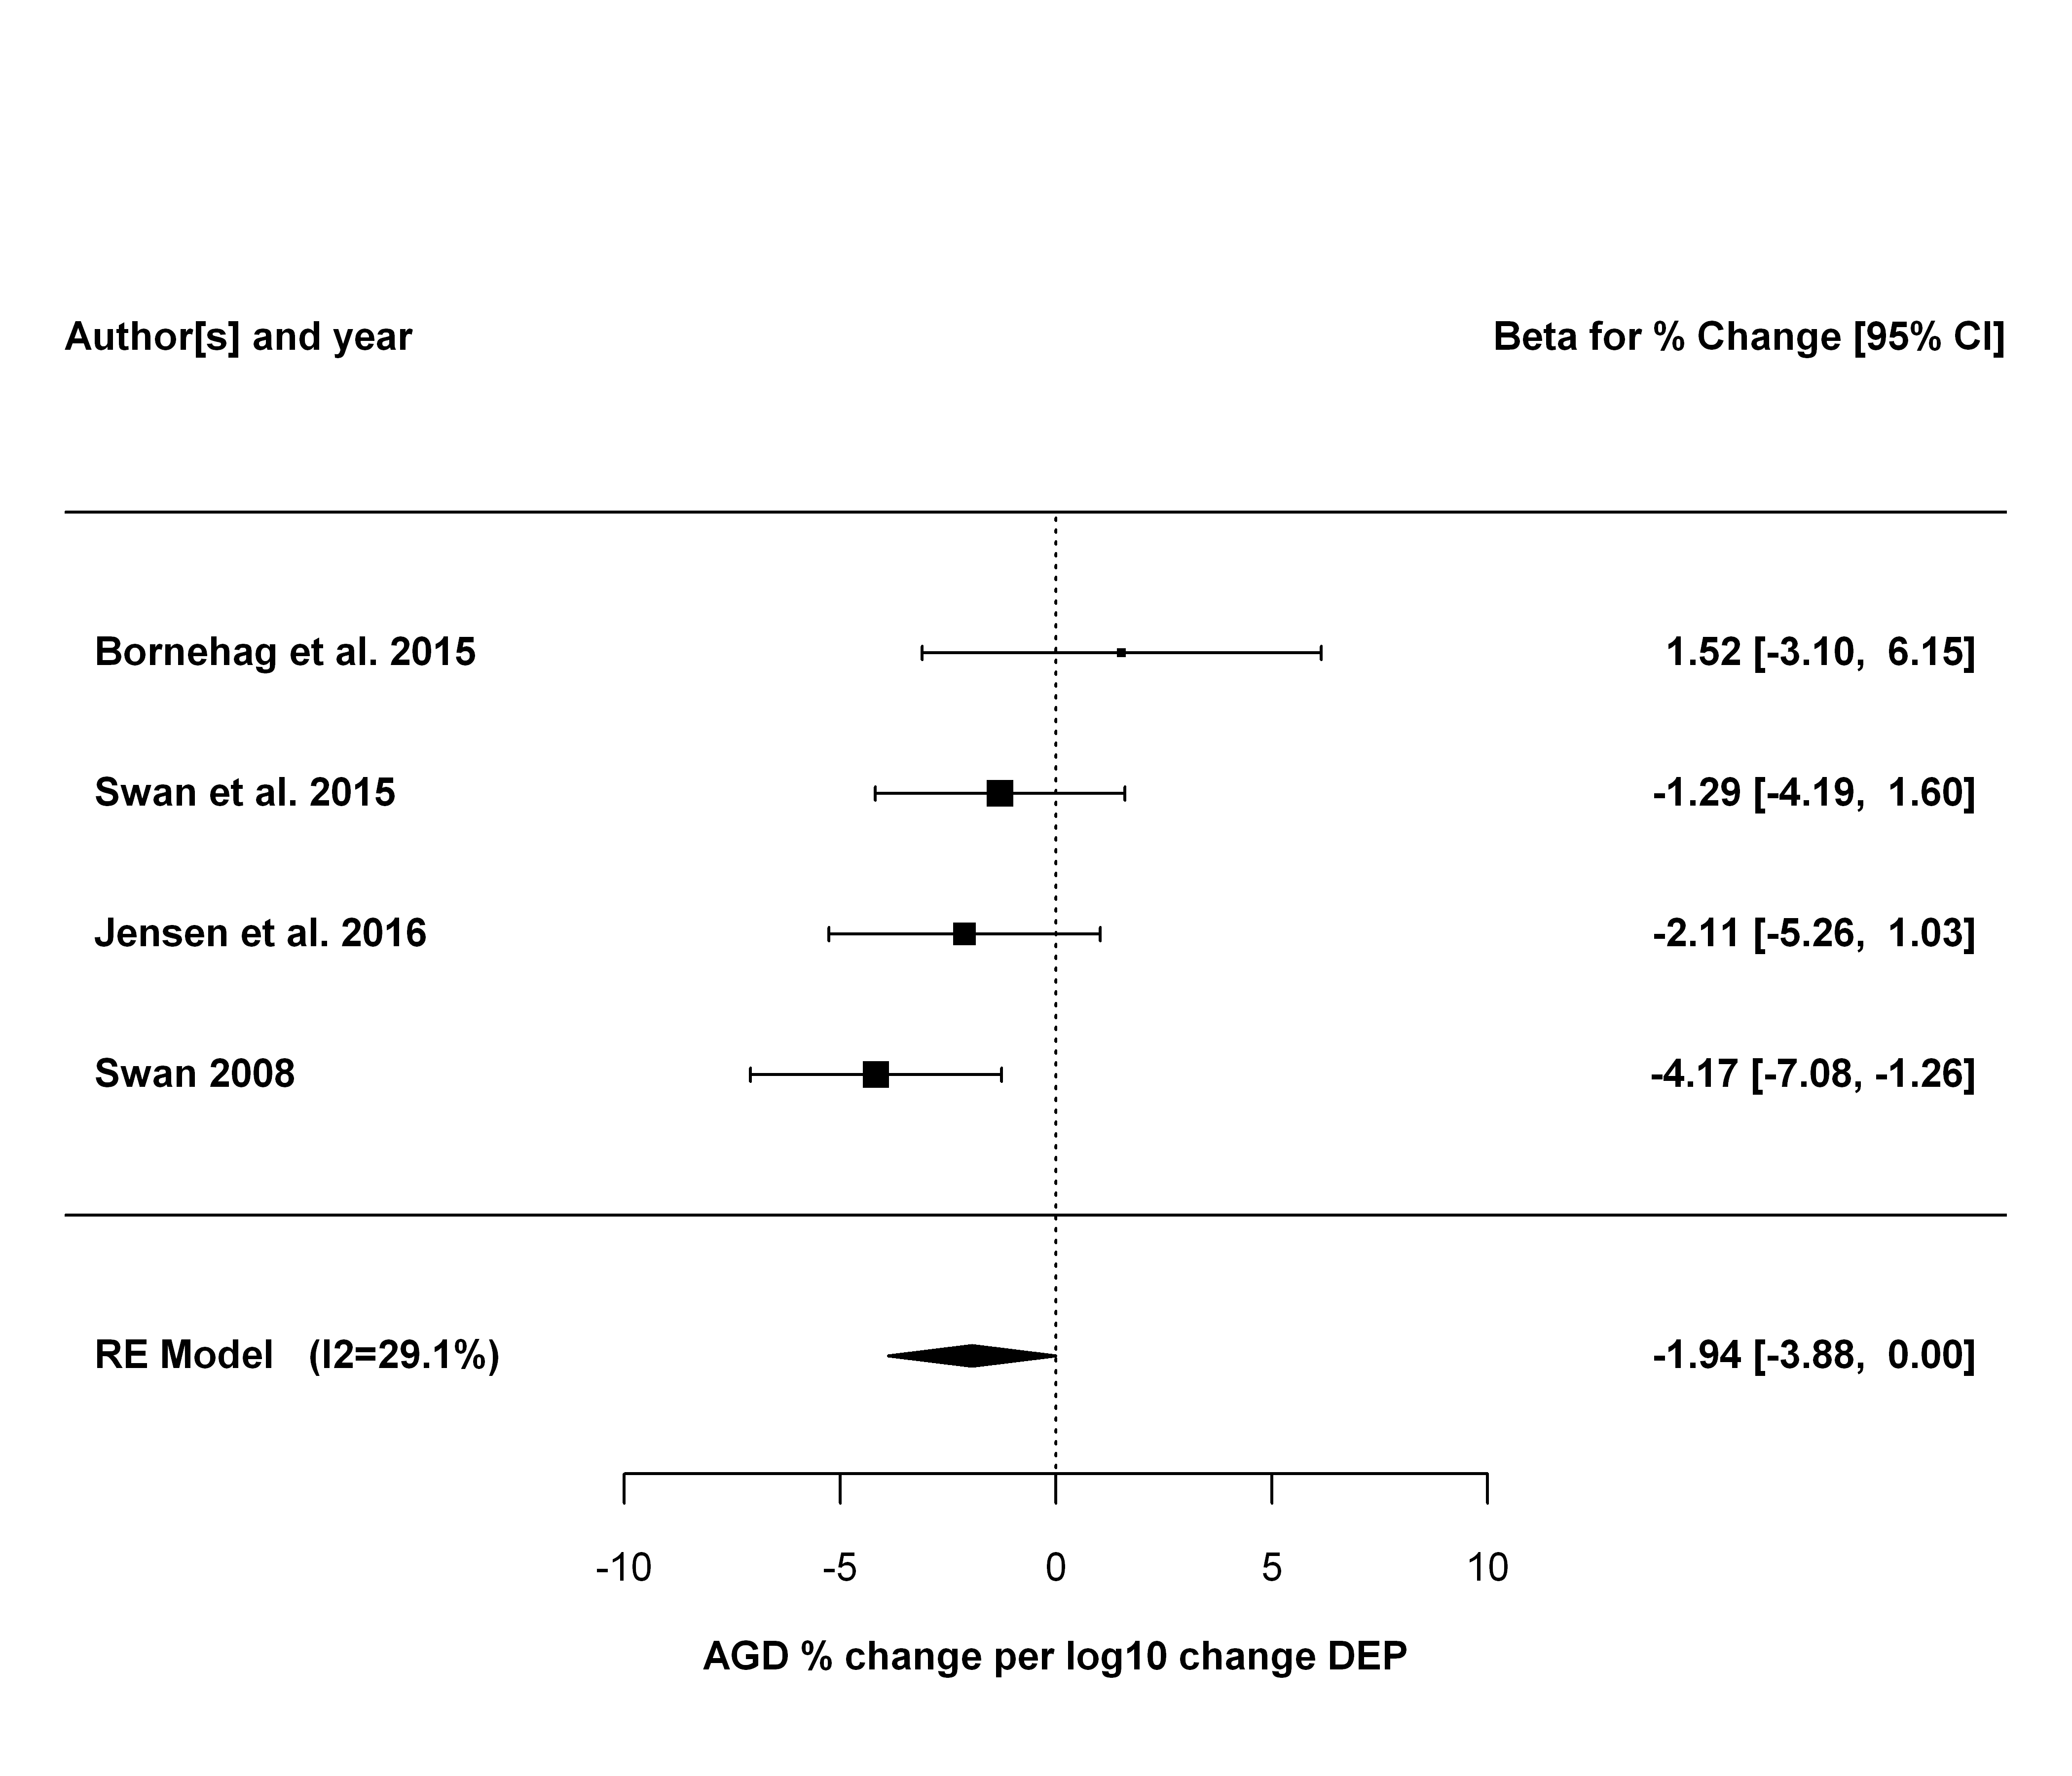 Author[s] and year Beta for % Change [95% CI]
Bornehag et al. 2015 1.52 [-3.10, 6.15]
Swan et al. 2015 -1.29 [-4.19, 1.60]
Jensen et al. 2016 -2.11 [-5.26, 1.03]
Swan 2008 -4.17 [-7.08, -1.26]
RE Model (I2=29.1%) -1.94 [-3.88, 0.00]
-10 -5 0 5 10
AGD % change per log10 change DEP